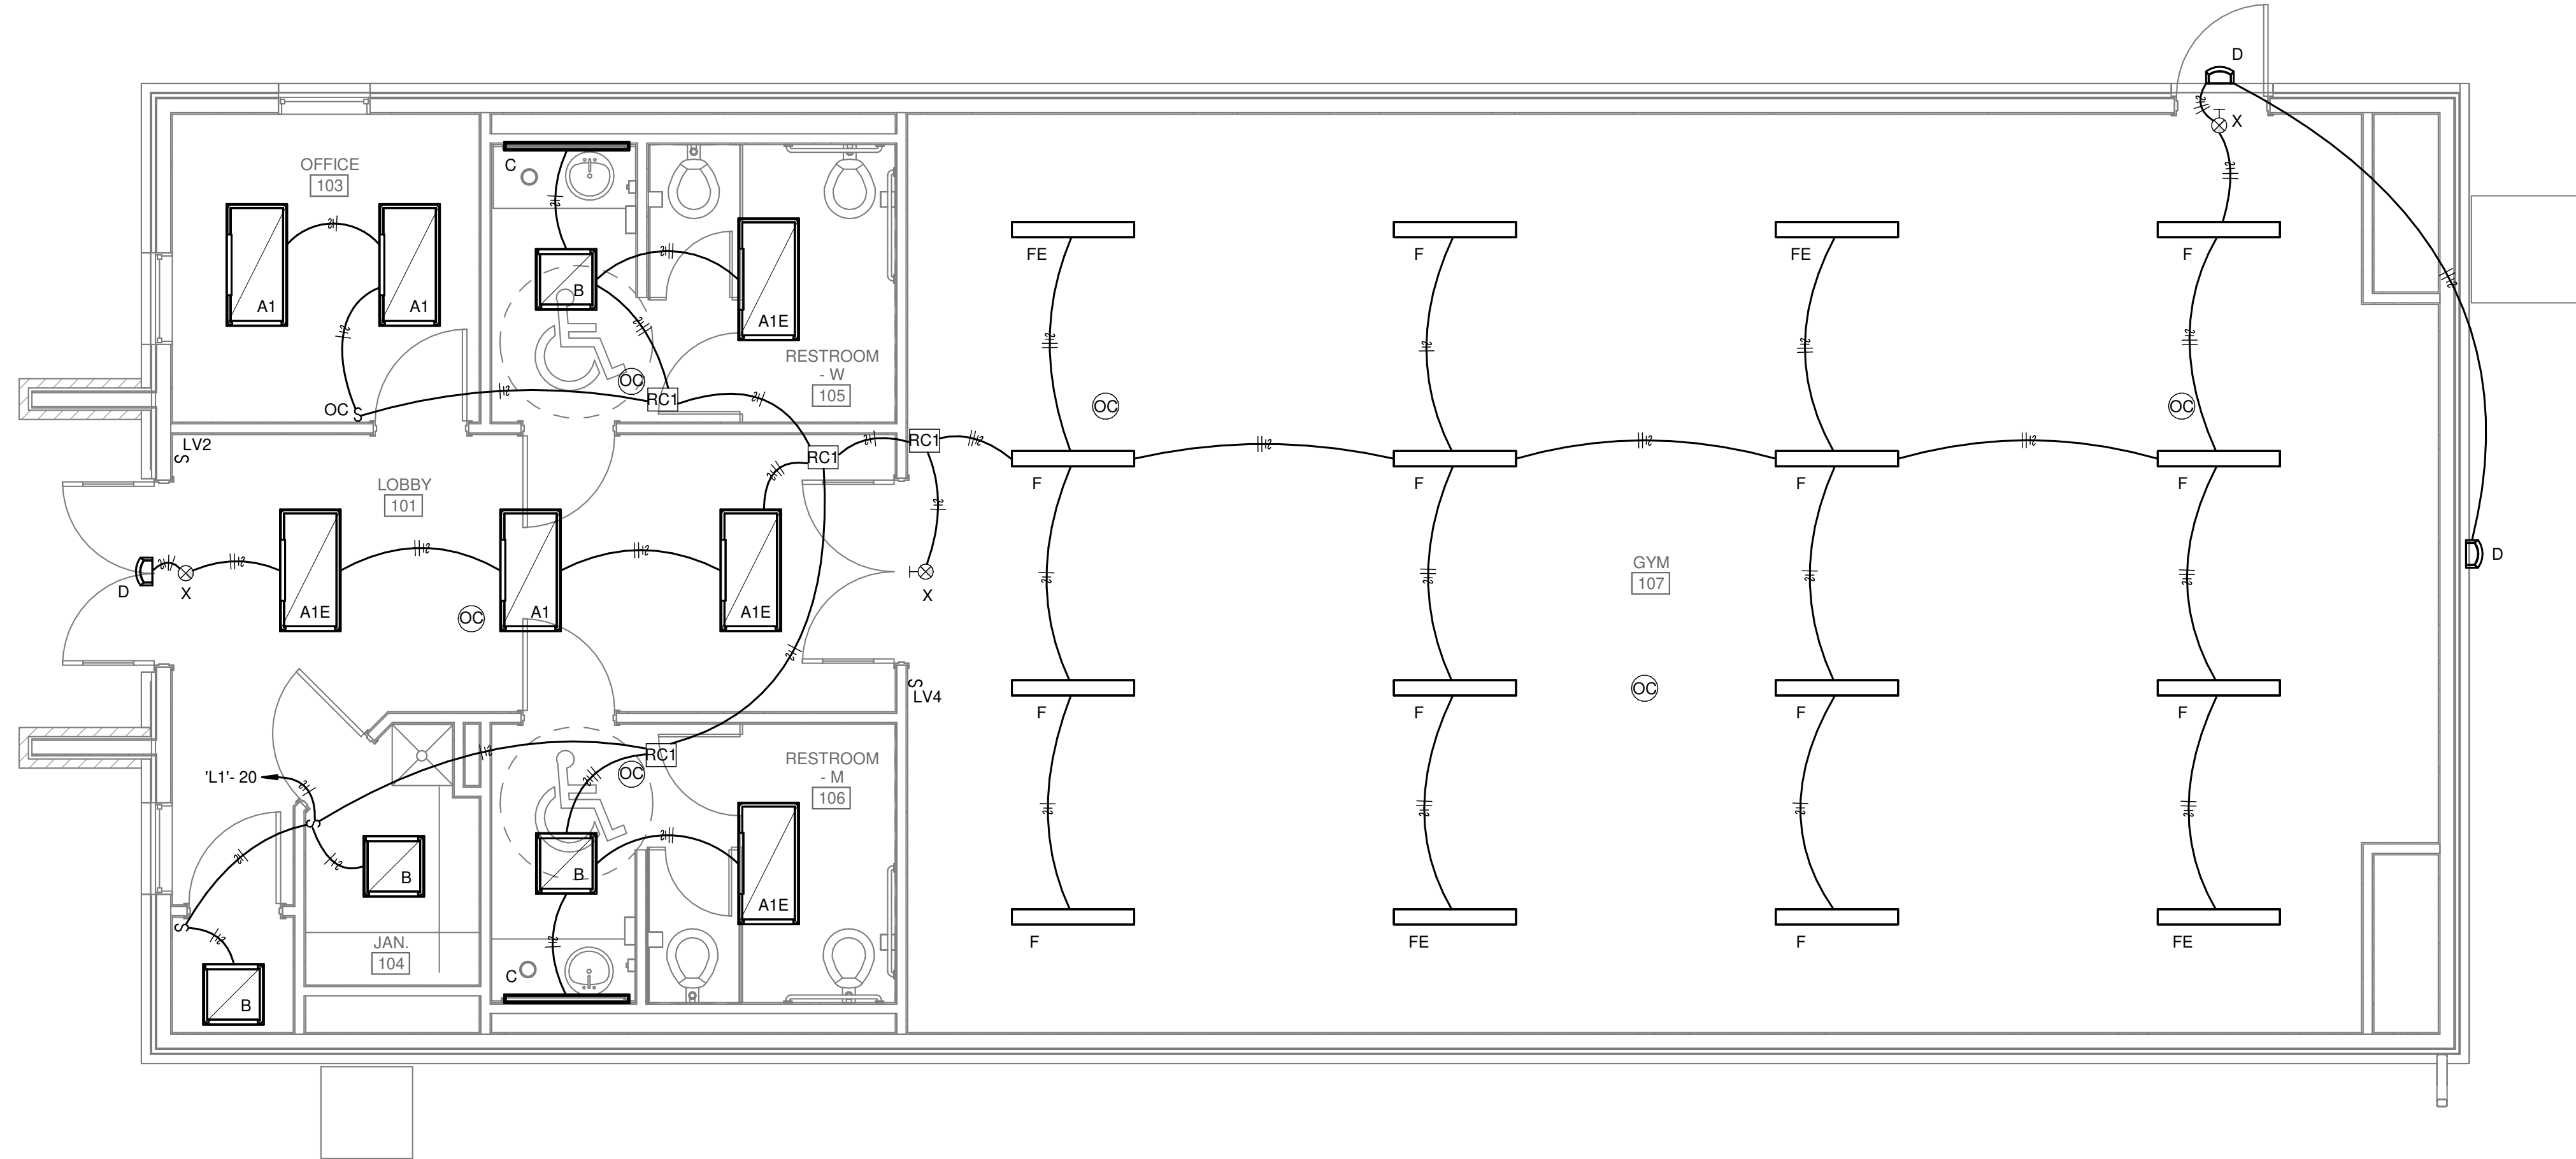 D
X
OFFICE
103
C
A1
A1
B
A1E
FE
F
FE
F
RESTROOM
- W
105
OC
RC1
OC S
OC
OC
LV2
S
RC1
RC1
LOBBY
101
F
F
F
F
D
X
A1E
OC
A1
A1E
X
GYM
107
D
S
LV4
OC
F
F
F
F
RC1
OC
RESTROOM
- M
106
'L1'- 20
S
B
B
A1E
S
JAN.
104
F
FE
F
FE
C
B